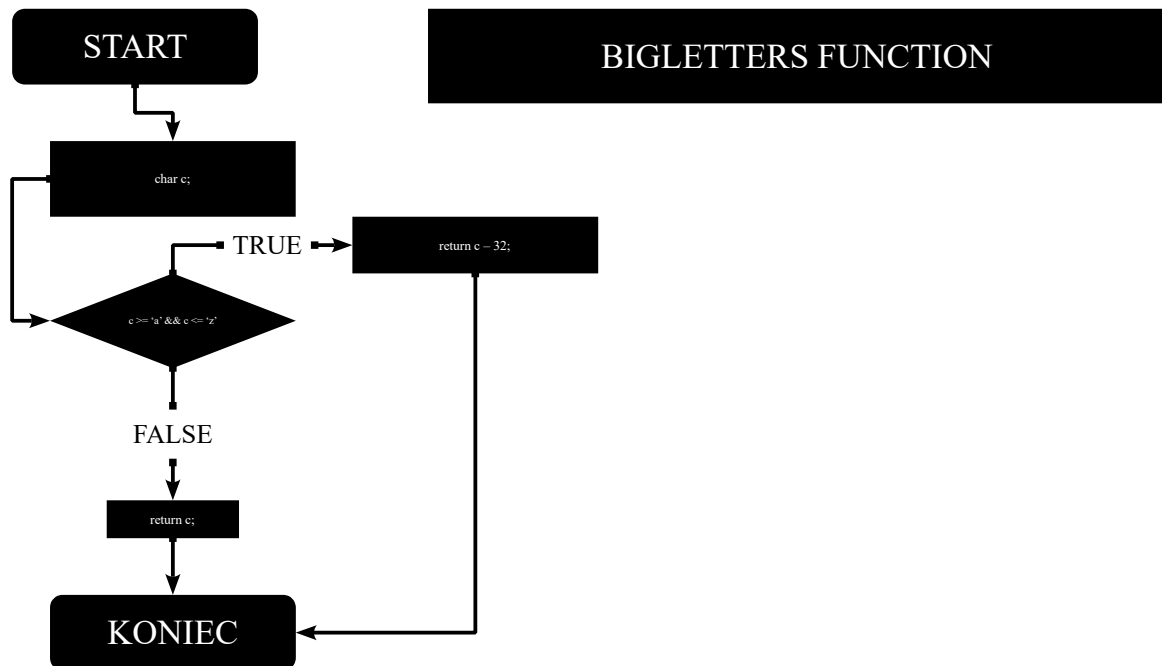 START
BIGLETTERS FUNCTION
char c;
TRUE
return c – 32;
c >= ‘a’ && c <= ‘z’
FALSE
return c;
KONIEC